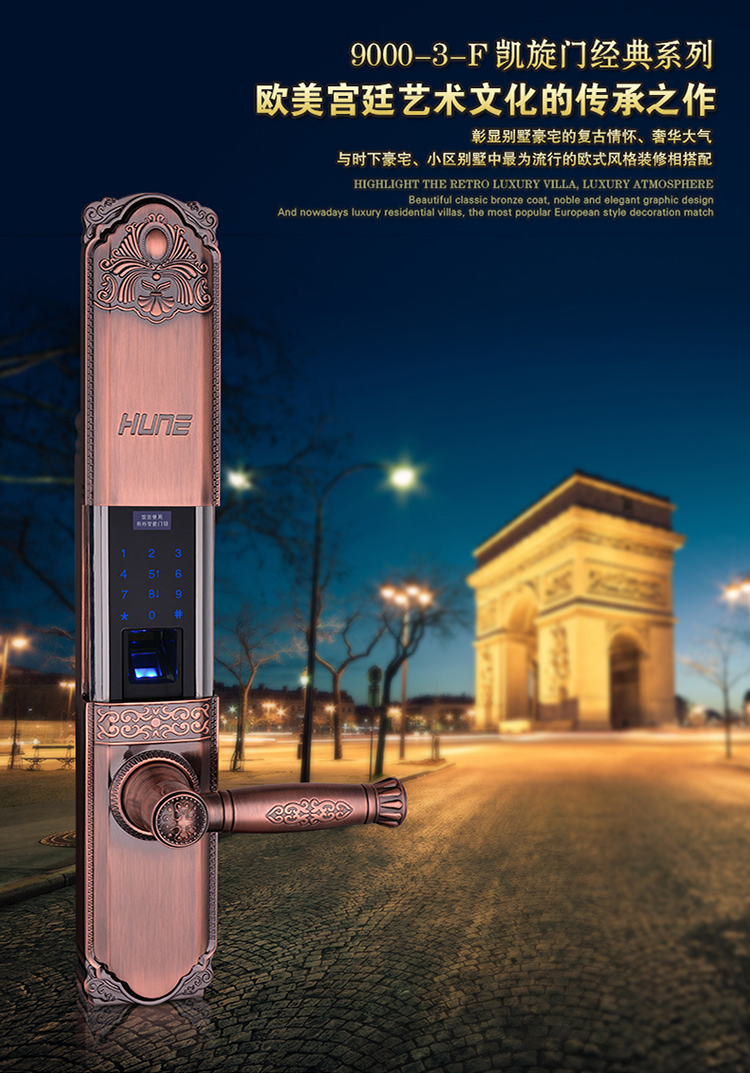 9000-3-F 凯旋门经典系列
欧美宫廷艺术文化的传承之作
彰显别墅豪宅的复古情怀、奢华大气
与时下豪宅、小区别墅中最为流行的欧式风格装修相搭配
HIGHLIGHT THE RETRO LUXURY VILLA, LUXURY ATMOSPHERE
Beautiful classic bronze coat, noble and elegant graphic design
And nowadays luxury residential villas, the most popular European style decoration match
HUNE
欢迎使用
1 2 3
4 5↑ 6
7 8↓ 9
* 0 #